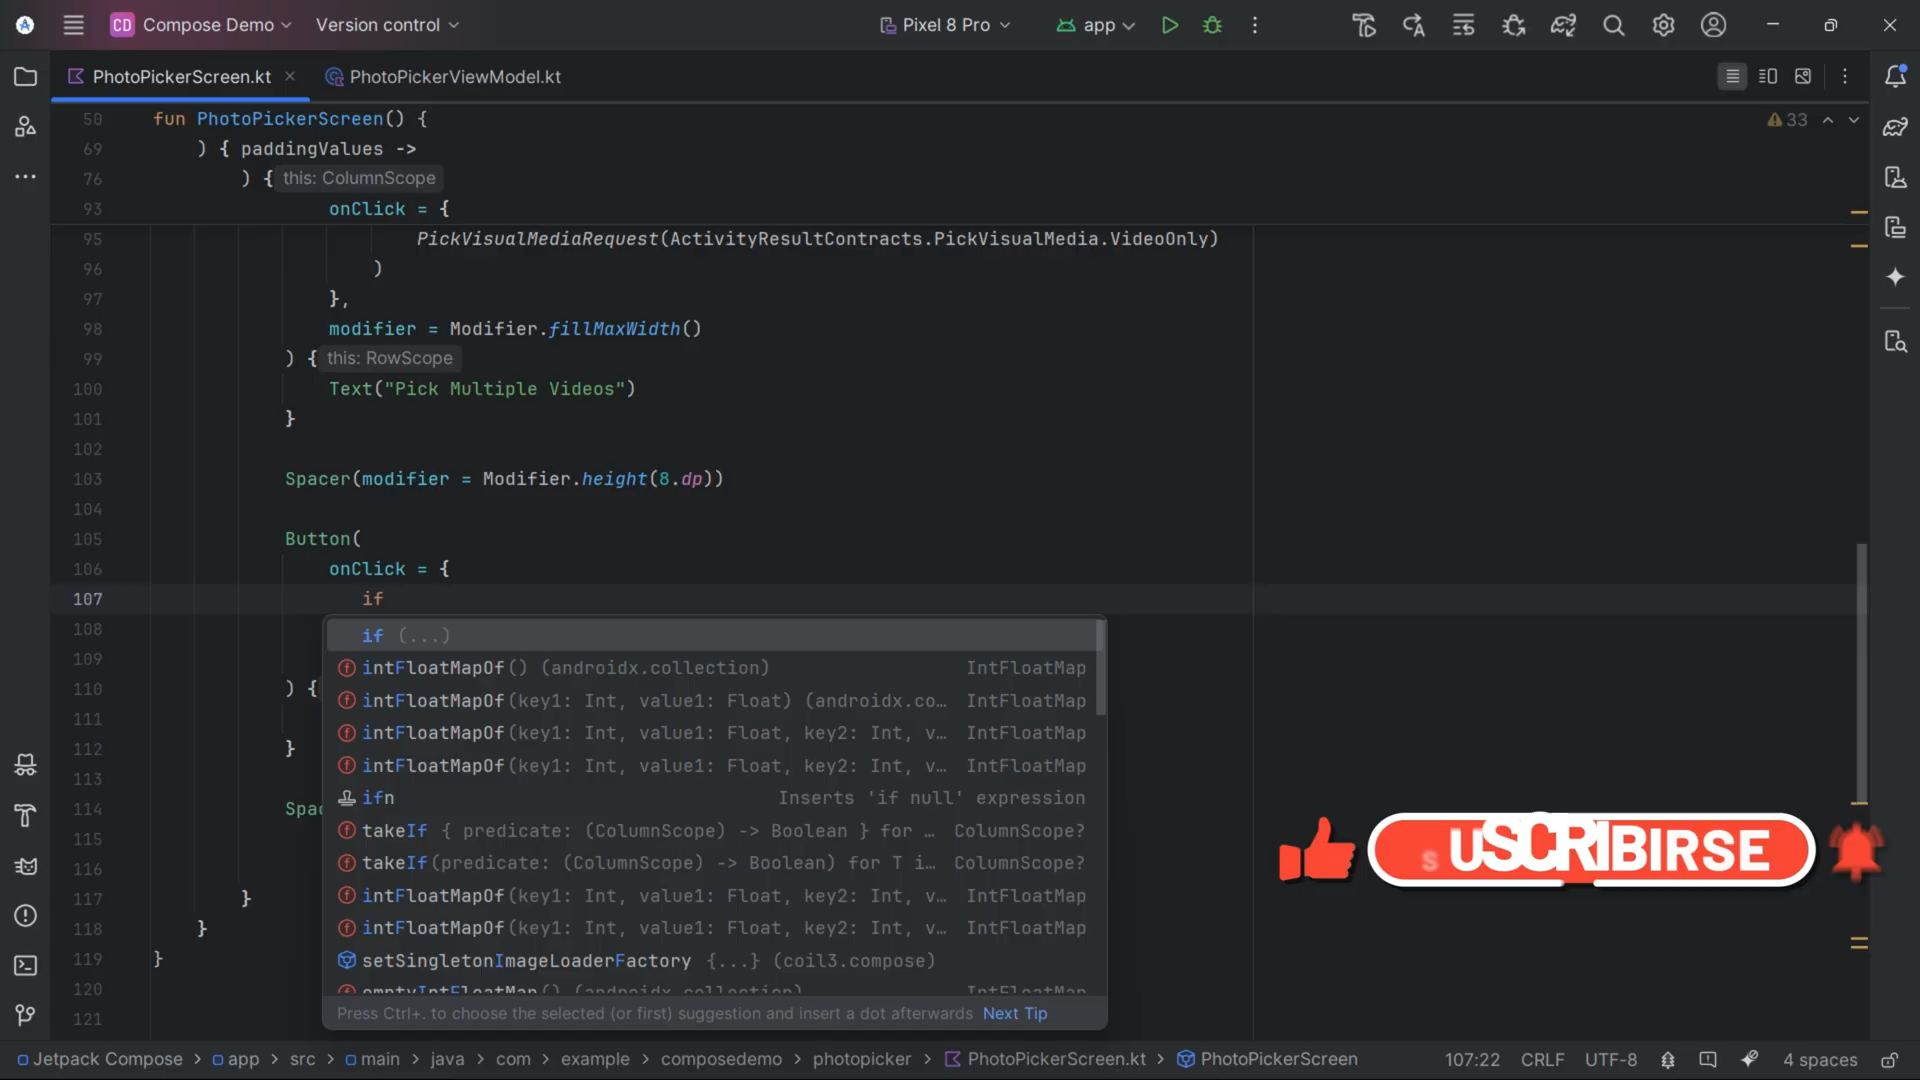 CD Compose Demo Version control Pixel 8 Pro app
PhotoPickerScreen.kt PhotoPickerViewModel.kt
50 fun PhotoPickerScreen() { 33
69 ) { paddingValues ->
76 ) { this: ColumnScope
93 onClick = {
95 PickVisualMediaRequest(ActivityResultContracts.PickVisualMedia.VideoOnly)
96 )
97 },
98 modifier = Modifier.fillMaxWidth()
99 ) { this: RowScope
100 Text("Pick Multiple Videos")
101 }
102
103 Spacer(modifier = Modifier.height(8.dp))
104
105 Button(
106 onClick = {
107 if
108 if (...)
109 intFloatMapOf() (androidx.collection) IntFloatMap
intFloatMapOf(key1: Int, value1: Float) (androidx.co… IntFloatMap
110 ) {
111 intFloatMapOf(key1: Int, value1: Float, key2: Int, v… IntFloatMap
112 } intFloatMapOf(key1: Int, value1: Float, key2: Int, v… IntFloatMap
113 ifn Inserts 'if null' expression
114 Spac
115 takeIf { predicate: (ColumnScope) -> Boolean } for … ColumnScope?
116 takeIf(predicate: (ColumnScope) -> Boolean) for T i… ColumnScope?
117 } intFloatMapOf(key1: Int, value1: Float, key2: Int, v… IntFloatMap
118 } intFloatMapOf(key1: Int, value1: Float, key2: Int, v… IntFloatMap
119 } setSingletonImageLoaderFactory {...} (coil3.compose)
120 emptyIntFloatMap() (androidx.collection) IntFloatMap
121 Press Ctrl+. to choose the selected (or first) suggestion and insert a dot afterwards Next Tip
SUSCRIBIRSE
Jetpack Compose > app > src > main > java > com > example > composedemo > photopicker > PhotoPickerScreen.kt > PhotoPickerScreen 107:22 CRLF UTF-8 4 spaces